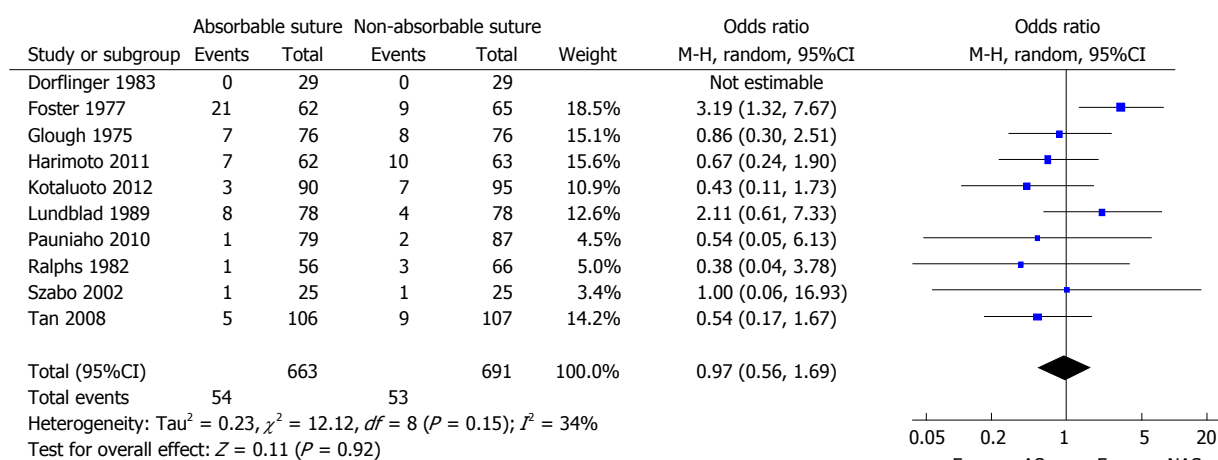 Absorbable suture Non-absorbable suture Odds ratio Odds ratio
Study or subgroup Events Total Events Total Weight M-H, random, 95%CI M-H, random, 95%CI
Dorflinger 1983 0 29 0 29 Not estimable
Foster 1977 21 62 9 65 18.5% 3.19 (1.32, 7.67)
Glough 1975 7 76 8 76 15.1% 0.86 (0.30, 2.51)
Harimoto 2011 7 62 10 63 15.6% 0.67 (0.24, 1.90)
Kotaluoto 2012 3 90 7 95 10.9% 0.43 (0.11, 1.73)
Lundblad 1989 8 78 4 78 12.6% 2.11 (0.61, 7.33)
Pauniaho 2010 1 79 2 87 4.5% 0.54 (0.05, 6.13)
Ralphs 1982 1 56 3 66 5.0% 0.38 (0.04, 3.78)
Szabo 2002 1 25 1 25 3.4% 1.00 (0.06, 16.93)
Tan 2008 5 106 9 107 14.2% 0.54 (0.17, 1.67)
Total (95%CI) 663 691 100.0% 0.97 (0.56, 1.69)
Total events 54 53
Heterogeneity: Tau² = 0.23, χ² = 12.12, df = 8 (P = 0.15); I² = 34%
Test for overall effect: Z = 0.11 (P = 0.92)
0.05 0.2 1 5 20